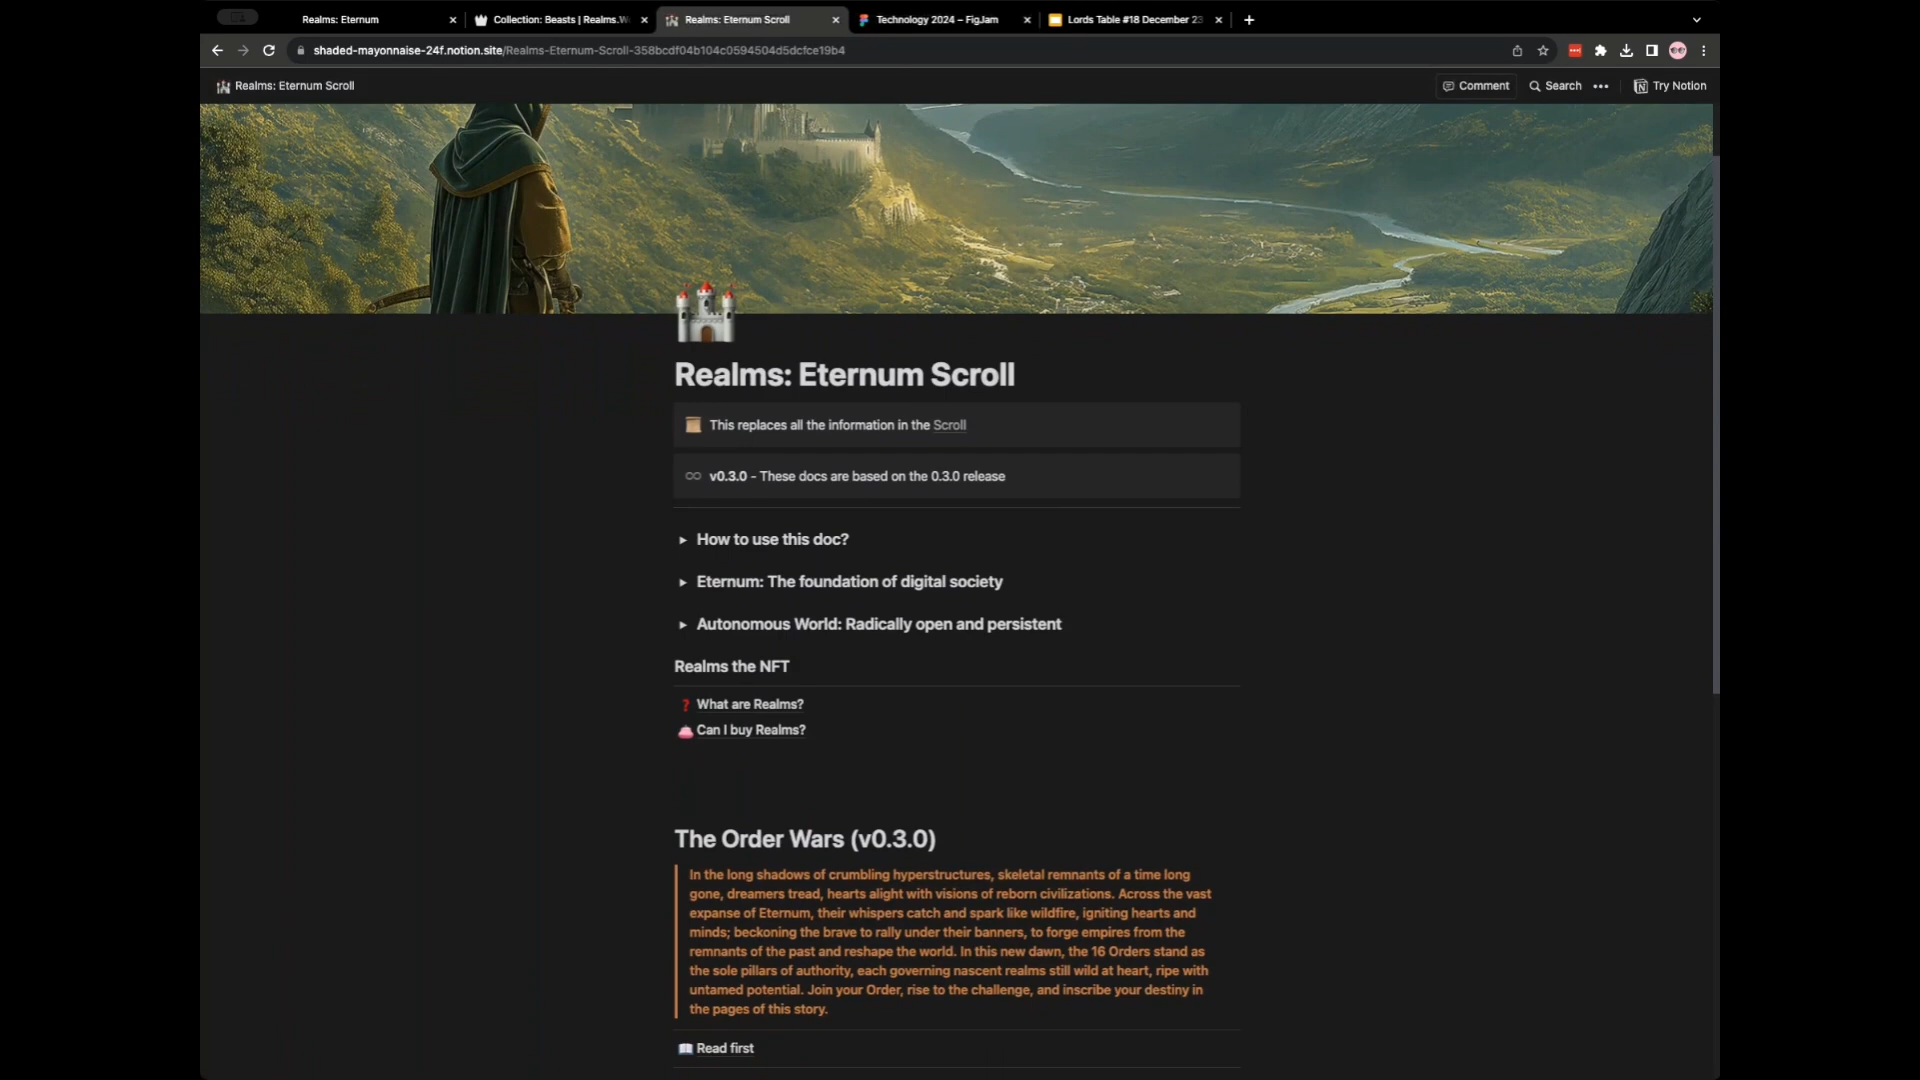 Realms: Eternum
Collection: Beasts | Realms.W
Realms: Eternum Scroll
Technology 2024 – FigJam
Lords Table #18 December 23
shaded-mayonnaise-24f.notion.site/Realms-Eternum-Scroll-358bcdf04b104c0594504d5dcfce19b4
Realms: Eternum Scroll
Comment
Search
Try Notion
Realms: Eternum Scroll
This replaces all the information in the Scroll
v0.3.0 - These docs are based on the 0.3.0 release
How to use this doc?
Eternum: The foundation of digital society
Autonomous World: Radically open and persistent
Realms the NFT
What are Realms?
Can I buy Realms?
The Order Wars (v0.3.0)
In the long shadows of crumbling hyperstructures, skeletal remnants of a time long
gone, dreamers tread, hearts alight with visions of reborn civilizations. Across the vast
expanse of Eternum, their whispers catch and spark like wildfire, igniting hearts and
minds; beckoning the brave to rally under their banners, to forge empires from the
remnants of the past and reshape the world. In this new dawn, the 16 Orders stand as
the sole pillars of authority, each governing nascent realms still wild at heart, ripe with
untamed potential. Join your Order, rise to the challenge, and inscribe your destiny in
the pages of this story.
Read first